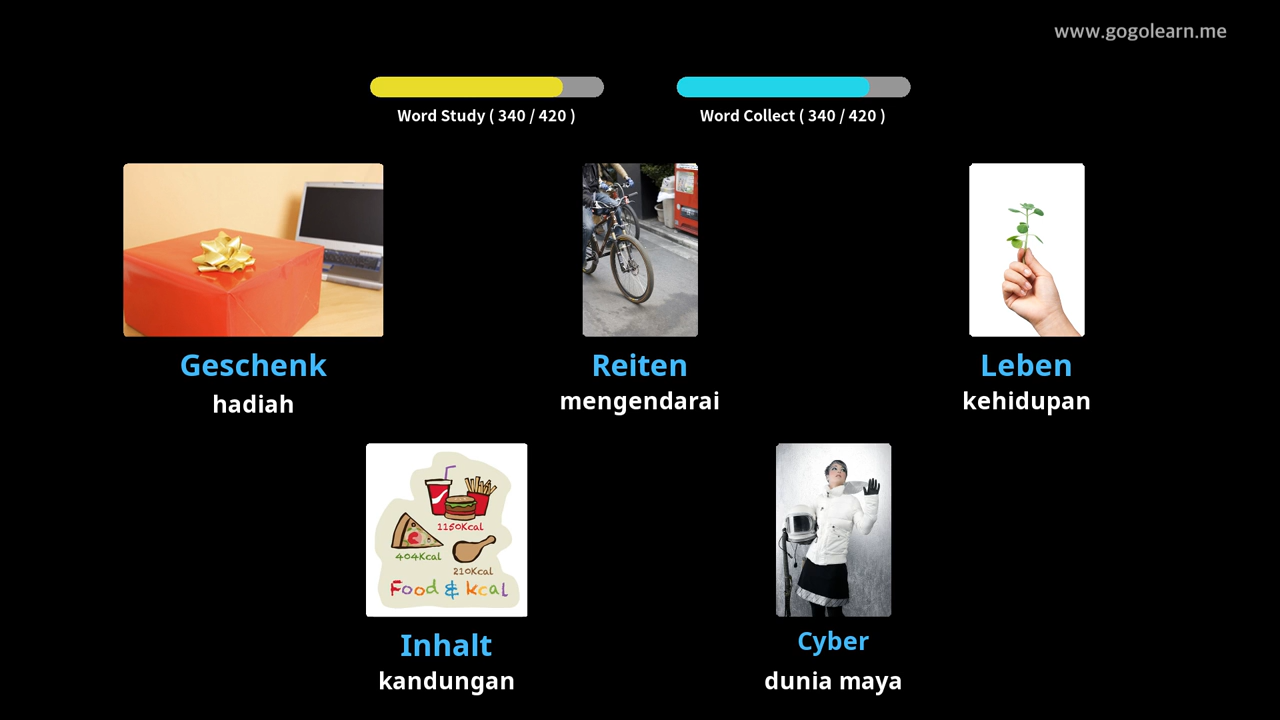 www.gogolearn.me
Word Study ( 340 / 420 )
Word Collect ( 340 / 420 )
Geschenk
hadiah
Reiten
mengendarai
Leben
kehidupan
1150Kcal
404Kcal
210Kcal
Food & kcal
Inhalt
kandungan
Cyber
dunia maya